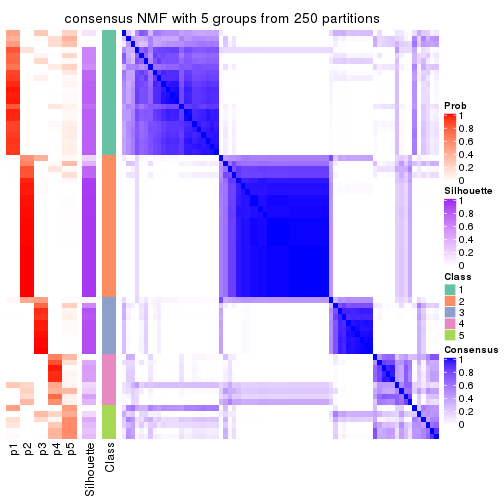 consensus NMF with 5 groups from 250 partitions
Prob
1
0.8
0.6
0.4
0.2
0
Silhouette
1
0.8
0.6
0.4
0.2
0
Class
1
2
3
4
5
Consensus
1
0.8
0.6
0.4
0.2
0
p1
p2
p3
p4
p5
Silhouette
Class